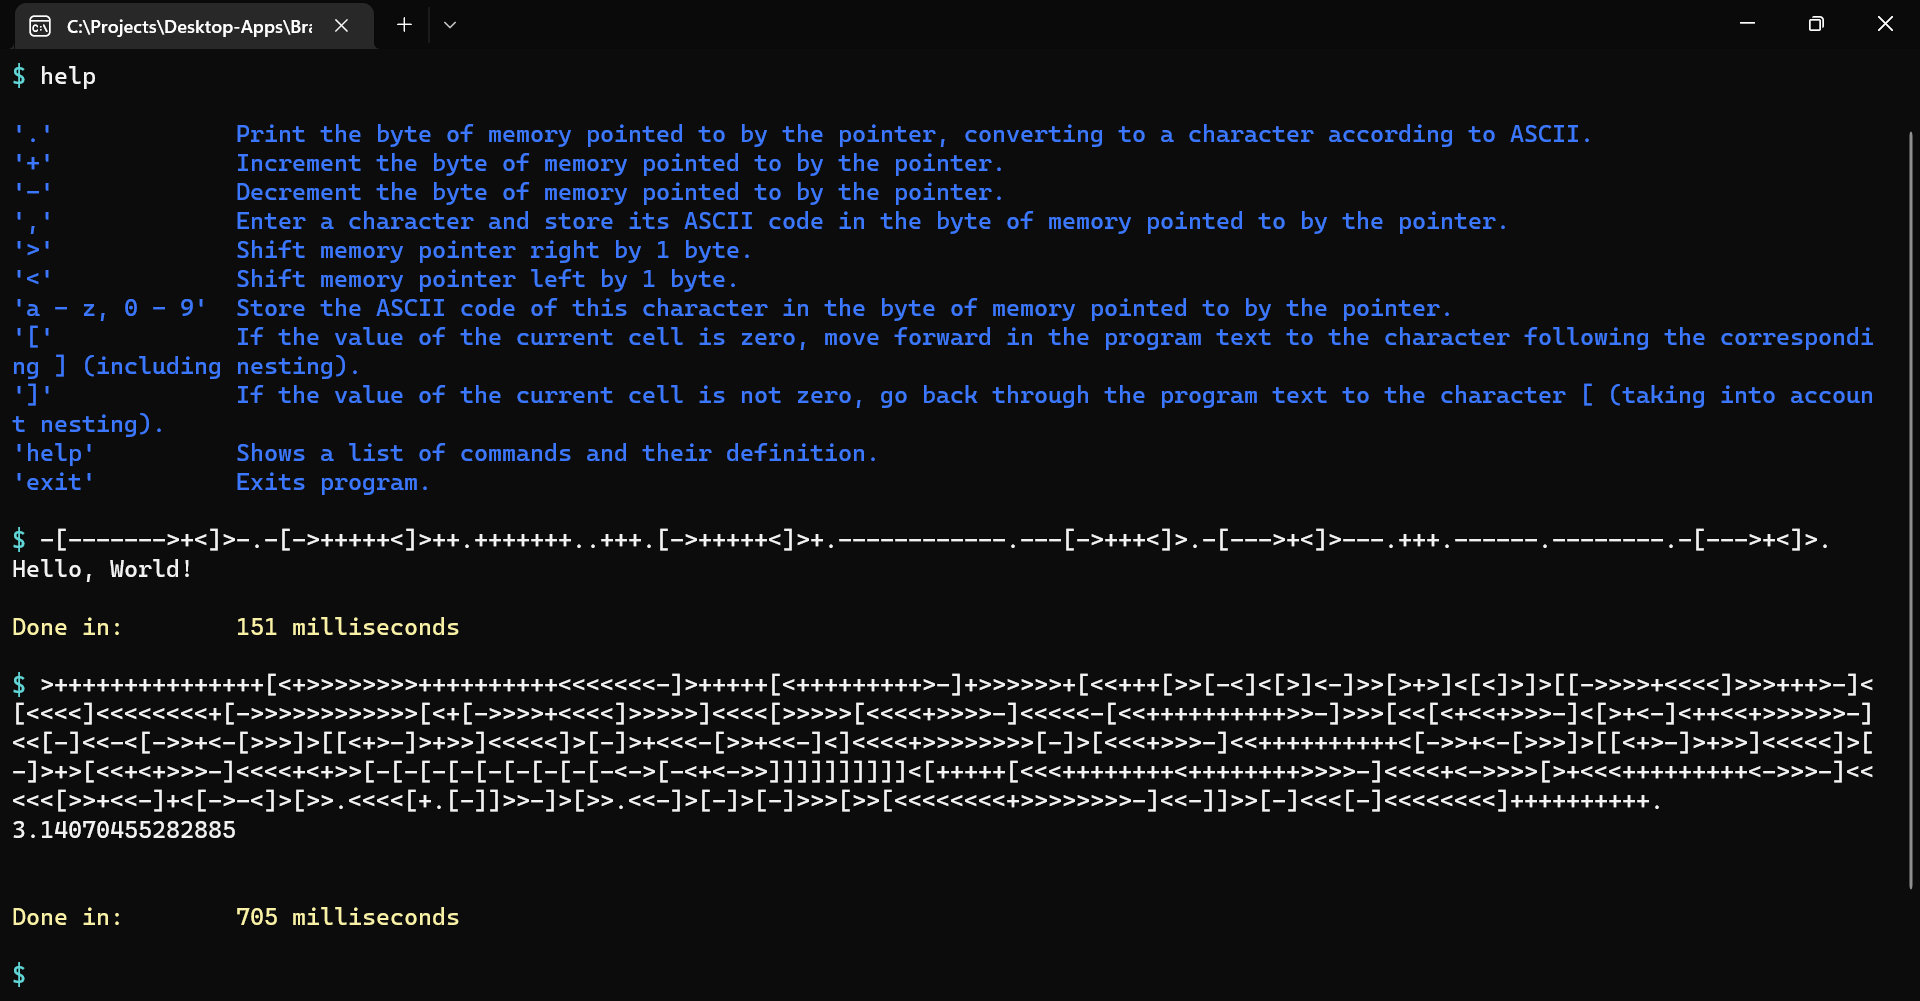 C:\Projects\Desktop-Apps\Bra
$ help
'.' Print the byte of memory pointed to by the pointer, converting to a character according to ASCII.
'+' Increment the byte of memory pointed to by the pointer.
'-' Decrement the byte of memory pointed to by the pointer.
',' Enter a character and store its ASCII code in the byte of memory pointed to by the pointer.
'>' Shift memory pointer right by 1 byte.
'<' Shift memory pointer left by 1 byte.
'a - z, 0 - 9' Store the ASCII code of this character in the byte of memory pointed to by the pointer.
'[' If the value of the current cell is zero, move forward in the program text to the character following the correspondi
ng ] (including nesting).
']' If the value of the current cell is not zero, go back through the program text to the character [ (taking into accoun
t nesting).
'help' Shows a list of commands and their definition.
'exit' Exits program.
$ -[------->+<]>-.-[->+++++<]>++.+++++++..+++.[->+++++<]>+.------------.---[->+++<]>.-[--->+<]>---.+++.------.--------.-[--->+<]>.
Hello, World!
Done in: 151 milliseconds
$ >+++++++++++++++[<+>>>>>>>>++++++++++<<<<<<<-]>+++++[<+++++++++>-]+>>>>>>+[<<+++[>>[-<]<[>]<-]>>[>+>]<[<]>]>[[->>>>+<<<<]>>>+++>-]<
[<<<<]<<<<<<<<+[->>>>>>>>>>>>[<+[->>>>+<<<<]>>>>>]<<<<[>>>>>[<<<<+>>>>-]<<<<<-[<<++++++++++>>-]>>>[<<[<+<<+>>>-]<[>+<-]<++<<+>>>>>>-]
<<[-]<<-<[->>+<-[>>>]>[[<+>-]>+>>]<<<<<]>[-]>+<<<-[>>+<<-]<]<<<<+>>>>>>>>[-]>[<<<+>>>-]<<++++++++++<[->>+<-[>>>]>[[<+>-]>+>>]<<<<<]>[
-]>+>[<<+<+>>>-]<<<<+<+>>[-[-[-[-[-[-[-[-[-<->[-<+<->>]]]]]]]]]]<[+++++[<<<++++++++<++++++++>>>>-]<<<<+<->>>>[>+<<<+++++++++<->>>-]<<
<<<[>>+<<-]+<[->-<]>[>>.<<<<[+.[-]]>>-]>[>>.<<-]>[-]>[-]>>>[>>[<<<<<<<<+>>>>>>>>-]<<-]]>>[-]<<<[-]<<<<<<<<]++++++++++.
3.14070455282885
Done in: 705 milliseconds
$